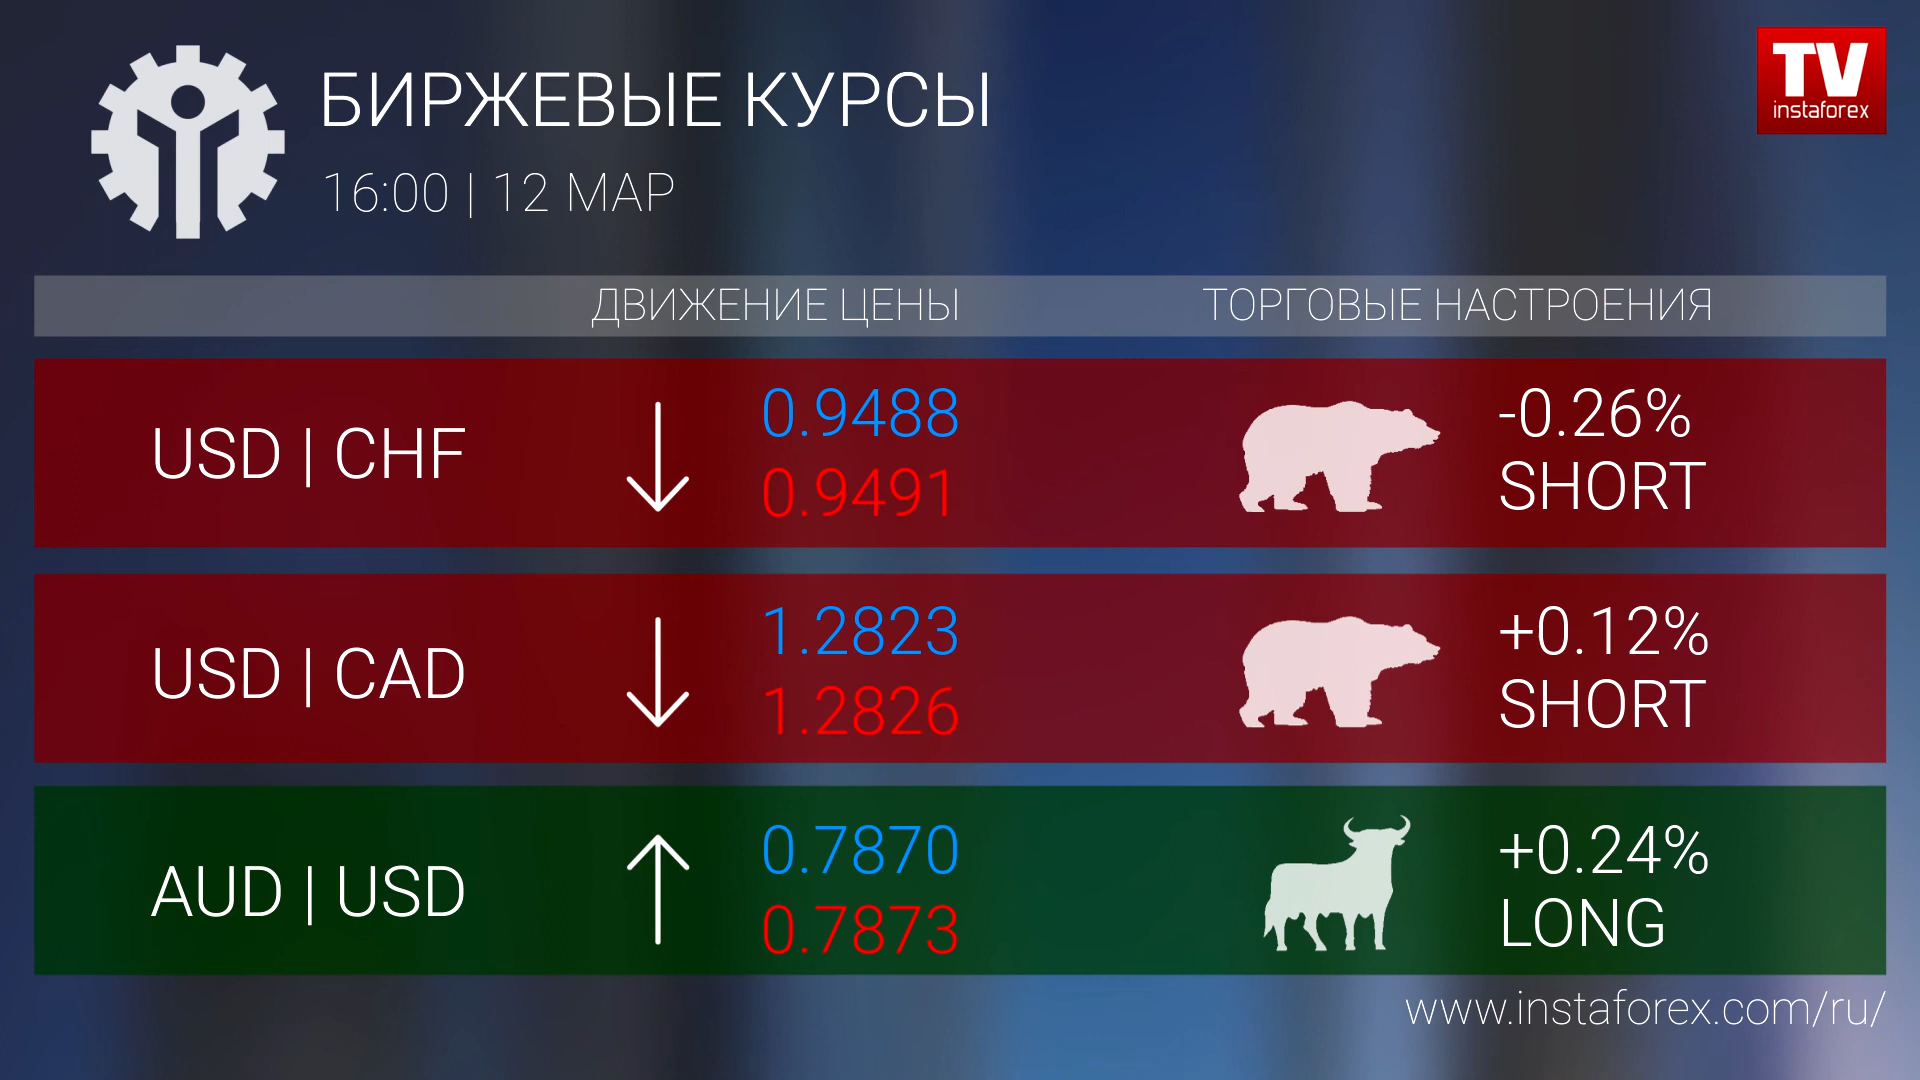 БИРЖЕВЫЕ КУРСЫ
16:00 | 12 МАР
TV
instaforex
ДВИЖЕНИЕ ЦЕНЫ
ТОРГОВЫЕ НАСТРОЕНИЯ
USD | CHF
0.9488
0.9491
-0.26%
SHORT
USD | CAD
1.2823
1.2826
+0.12%
SHORT
AUD | USD
0.7870
0.7873
+0.24%
LONG
www.instaforex.com/ru/